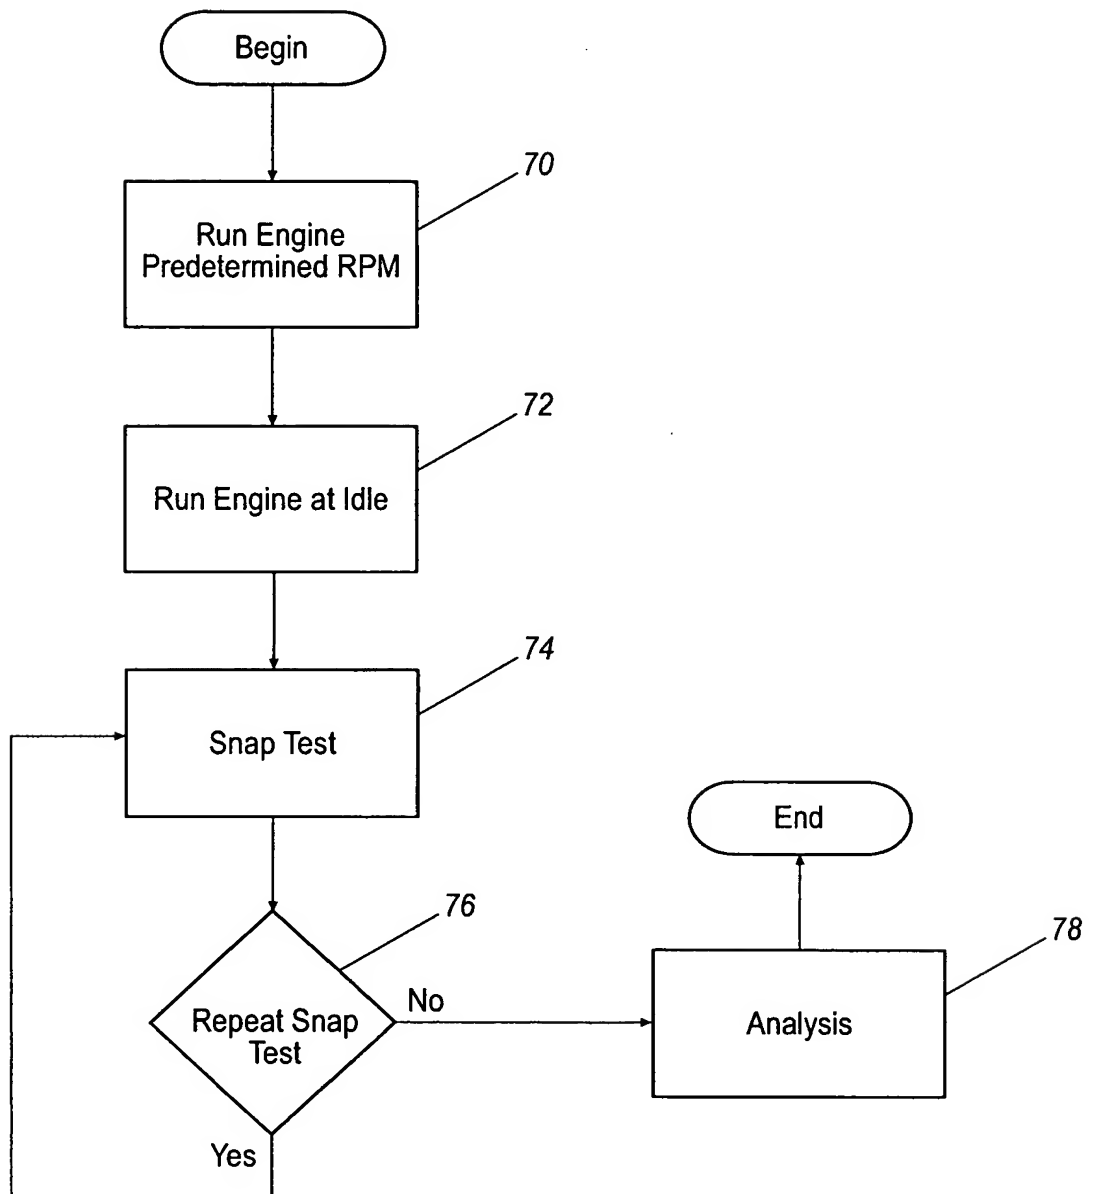 Begin
70
Run Engine
Predetermined RPM
72
Run Engine at Idle
74
Snap Test
End
76
78
No
Repeat Snap
Test
Analysis
Yes